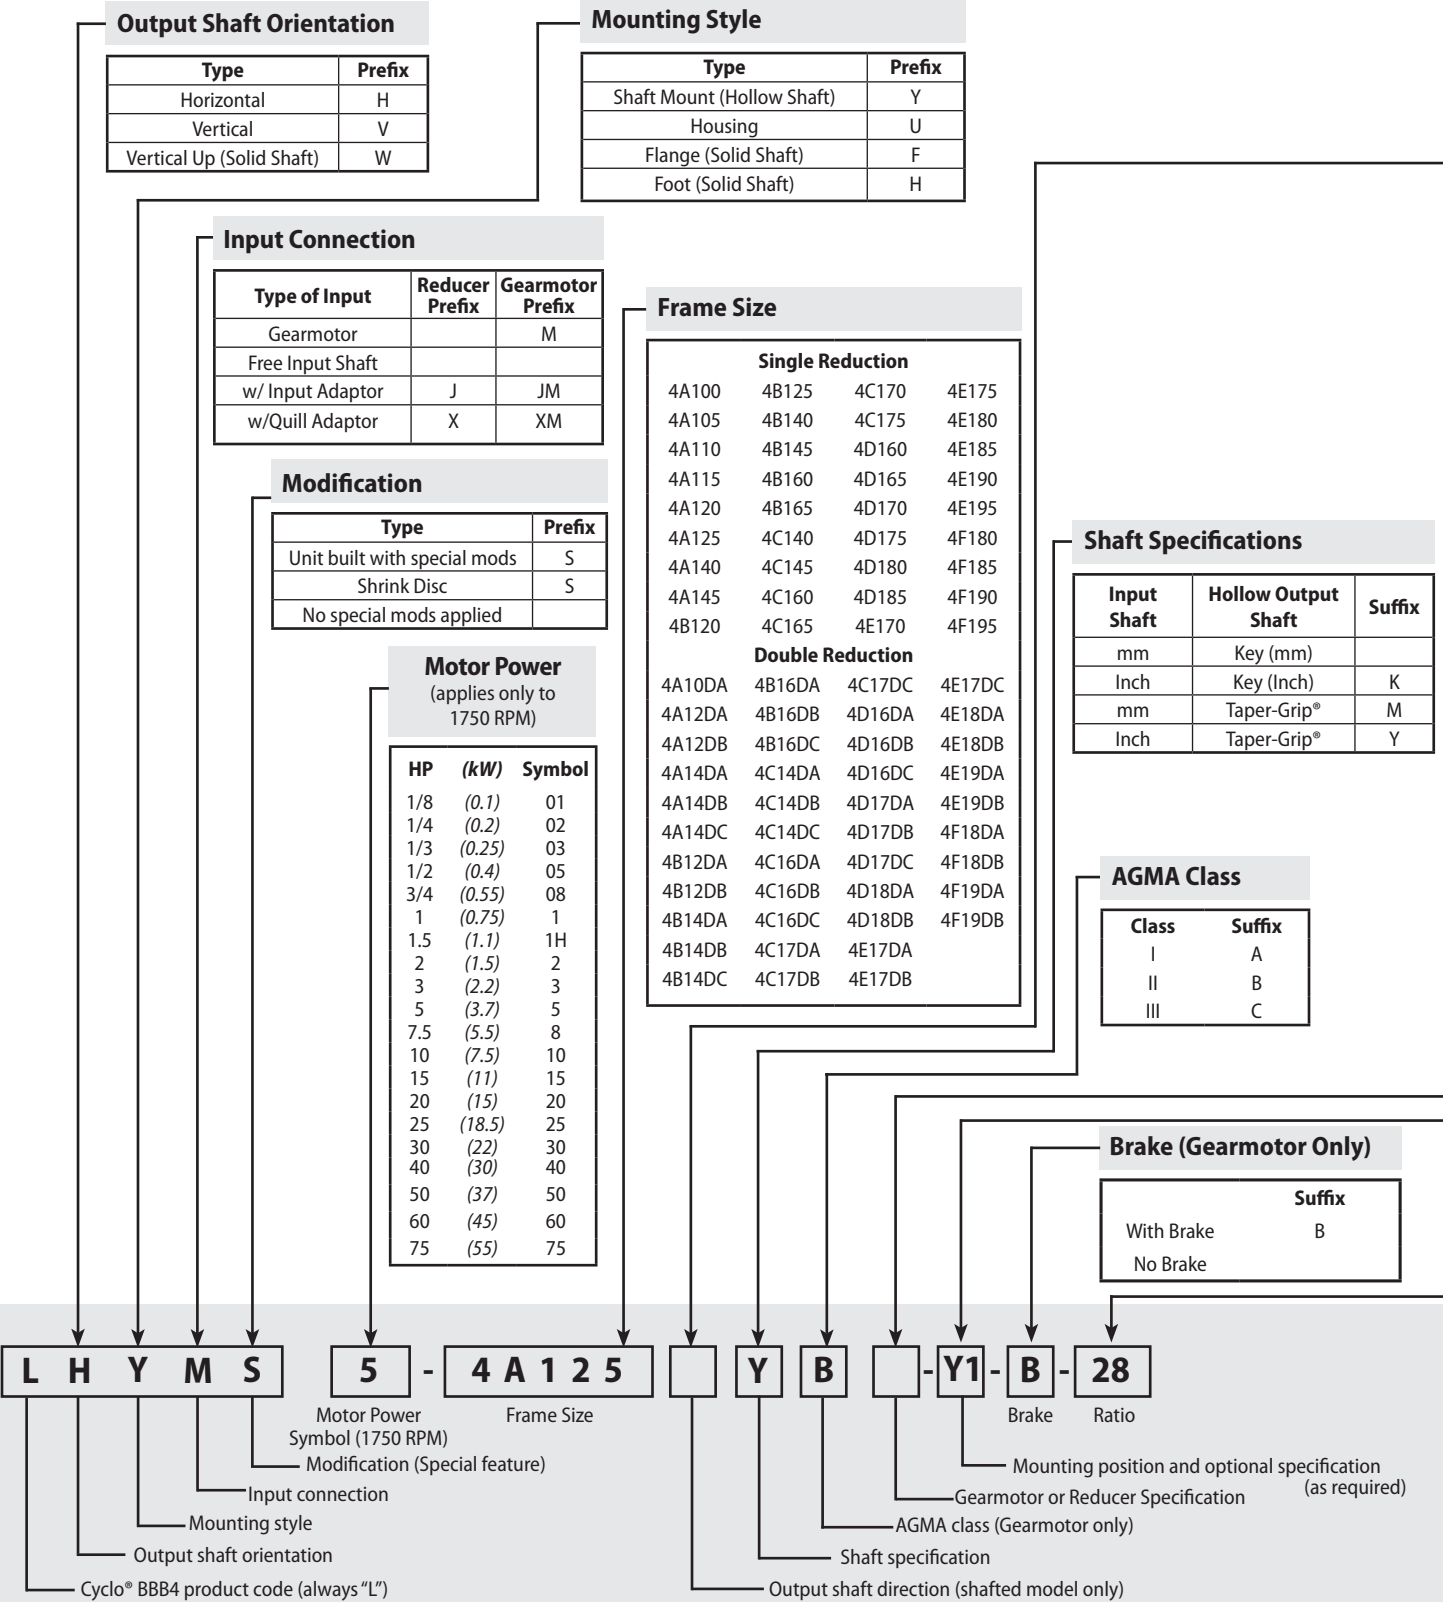 Output Shaft Orientation
Type Prefix
Horizontal H
Vertical V
Vertical Up (Solid Shaft) W
Mounting Style
Type Prefix
Shaft Mount (Hollow Shaft) Y
Housing U
Flange (Solid Shaft) F
Foot (Solid Shaft) H
Input Connection
Type of Input Reducer Prefix Gearmotor Prefix
Gearmotor M
Free Input Shaft
w/ Input Adaptor J JM
w/Quill Adaptor X XM
Modification
Type Prefix
Unit built with special mods S
Shrink Disc S
No special mods applied
Motor Power
(applies only to
1750 RPM)
HP (kW) Symbol
1/8 (0.1) 01
1/4 (0.2) 02
1/3 (0.25) 03
1/2 (0.4) 05
3/4 (0.55) 08
1 (0.75) 1
1.5 (1.1) 1H
2 (1.5) 2
3 (2.2) 3
5 (3.7) 5
7.5 (5.5) 8
10 (7.5) 10
15 (11) 15
20 (15) 20
25 (18.5) 25
30 (22) 30
40 (30) 40
50 (37) 50
60 (45) 60
75 (55) 75
Frame Size
Single Reduction
4A100 4B125 4C170 4E175
4A105 4B140 4C175 4E180
4A110 4B145 4D160 4E185
4A115 4B160 4D165 4E190
4A120 4B165 4D170 4E195
4A125 4C140 4D175 4F180
4A140 4C145 4D180 4F185
4A145 4C160 4D185 4F190
4B120 4C165 4E170 4F195
Double Reduction
4A10DA 4B16DA 4C17DC 4E17DC
4A12DA 4B16DB 4D16DA 4E18DA
4A12DB 4B16DC 4D16DB 4E18DB
4A14DA 4C14DA 4D16DC 4E19DA
4A14DB 4C14DB 4D17DA 4E19DB
4A14DC 4C14DC 4D17DB 4F18DA
4B12DA 4C16DA 4D17DC 4F18DB
4B12DB 4C16DB 4D18DA 4F19DA
4B14DA 4C16DC 4D18DB 4F19DB
4B14DB 4C17DA 4E17DA
4B14DC 4C17DB 4E17DB
Shaft Specifications
Input Shaft Hollow Output Shaft Suffix
mm Key (mm)
Inch Key (Inch) K
mm Taper-Grip® M
Inch Taper-Grip® Y
AGMA Class
Class Suffix
I A
II B
III C
Brake (Gearmotor Only)
Suffix
With Brake B
No Brake
L H Y M S 5 - 4 A 1 2 5 Y B - Y1 - B - 28
Motor Power
Symbol (1750 RPM)
Frame Size
Brake
Ratio
Modification (Special feature)
Input connection
Mounting style
Output shaft orientation
Cyclo® BBB4 product code (always "L")
Mounting position and optional specification
(as required)
Gearmotor or Reducer Specification
AGMA class (Gearmotor only)
Shaft specification
Output shaft direction (shafted model only)